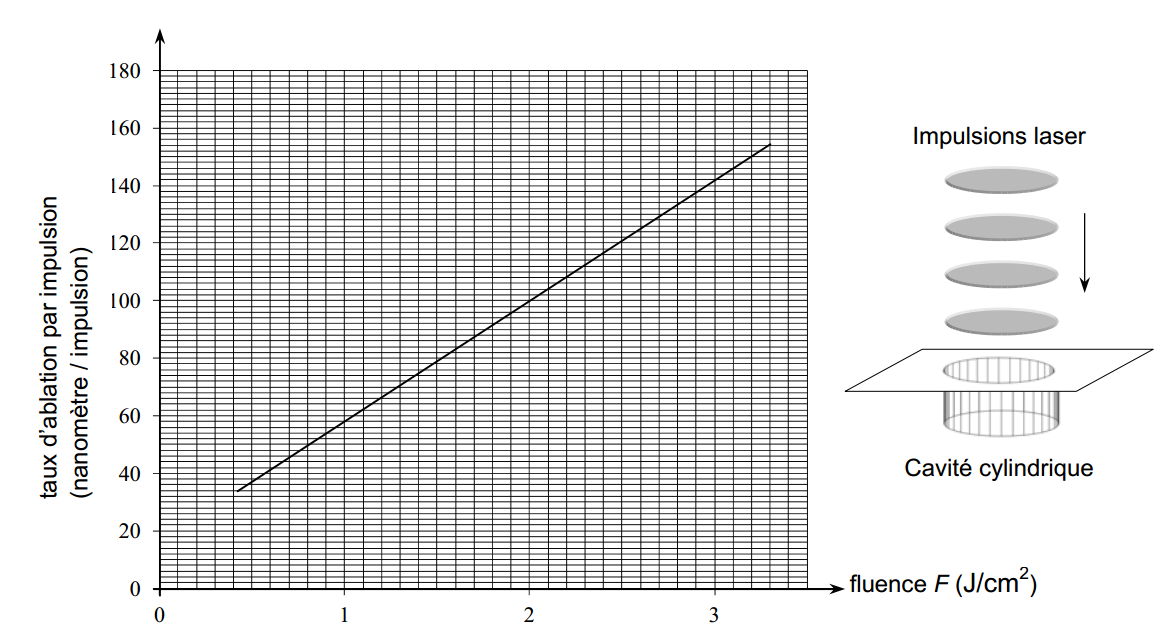 taux d'ablation par impulsion
(nanomètre / impulsion)
180
160
140
120
100
80
60
40
20
0
0 1 2 3
fluence F (J/cm²)
Impulsions laser
Cavité cylindrique